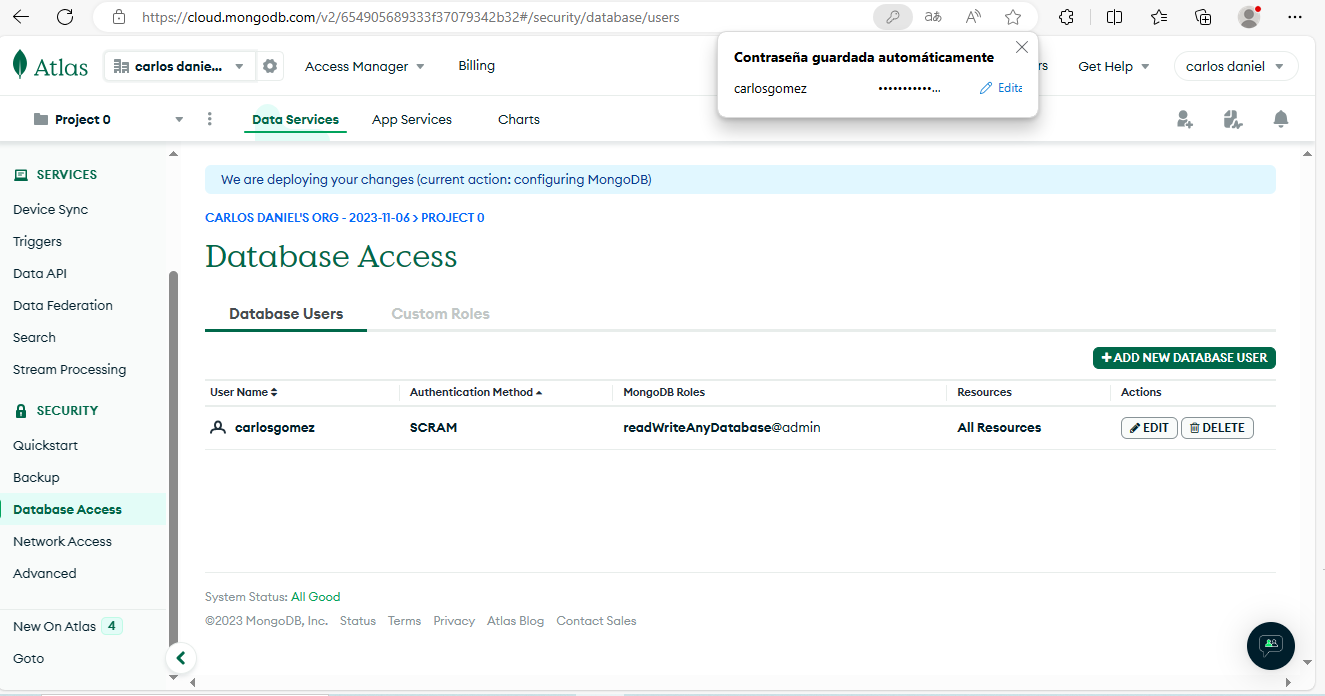 https://cloud.mongodb.com/v2/654905689333f37079342b32#/security/database/users
Contraseña guardada automáticamente
carlosgomez ••••••••••••... Edita
Atlas carlos danie... Access Manager Billing rs Get Help carlos daniel
Project 0 Data Services App Services Charts
SERVICES
Device Sync
Triggers
Data API
Data Federation
Search
Stream Processing
SECURITY
Quickstart
Backup
Database Access
Network Access
Advanced
New On Atlas 4
Goto
We are deploying your changes (current action: configuring MongoDB)
CARLOS DANIEL'S ORG - 2023-11-06 > PROJECT 0
Database Access
Database Users Custom Roles
+ ADD NEW DATABASE USER
User Name Authentication Method MongoDB Roles Resources Actions
carlosgomez SCRAM readWriteAnyDatabase@admin All Resources EDIT DELETE
System Status: All Good
©2023 MongoDB, Inc. Status Terms Privacy Atlas Blog Contact Sales